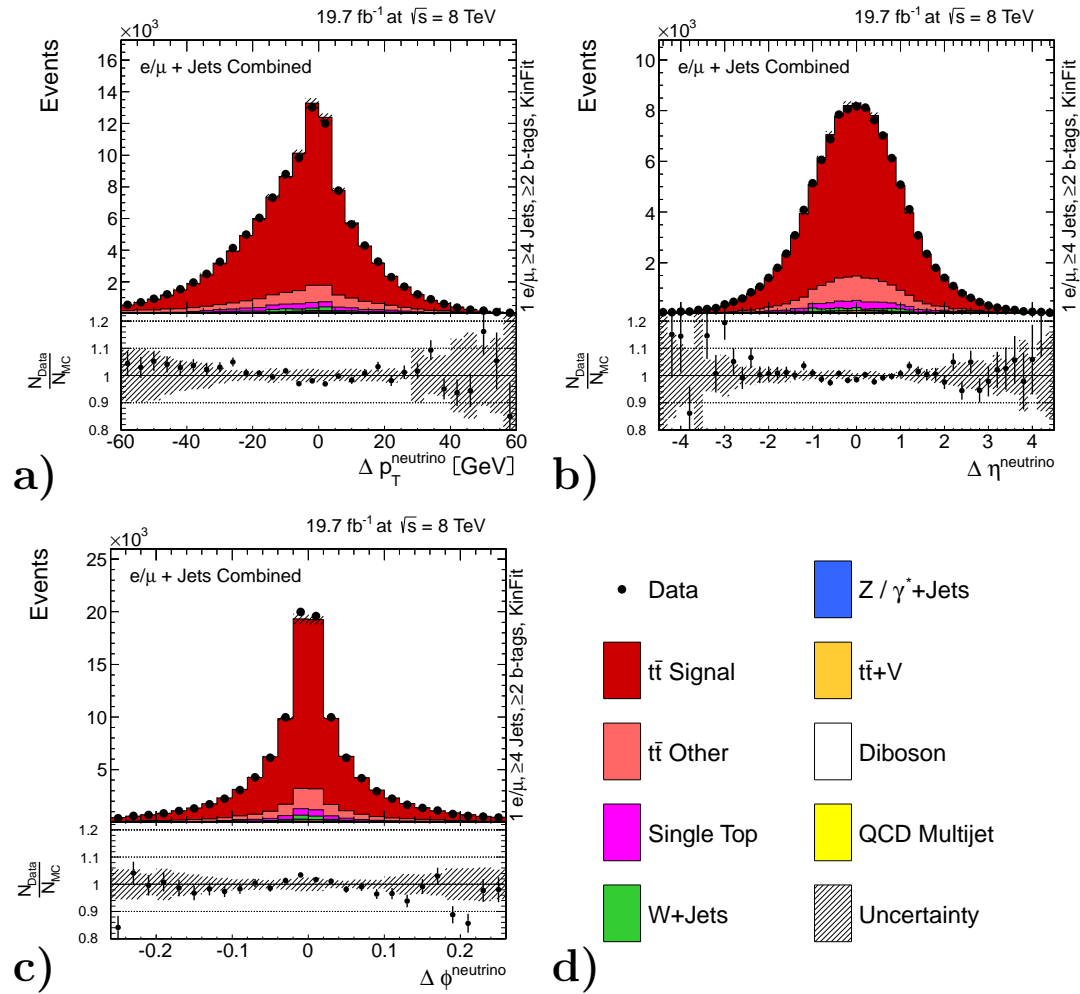 19.7 fb⁻¹ at √s = 8 TeV
×10³
Events
e/μ + Jets Combined
1 e/μ, ≥4 Jets, ≥2 b-tags, KinFit
16
14
12
10
8
6
4
2
N_Data
N_MC
1.2
1.1
1
0.9
0.8
-60 -40 -20 0 20 40 60
Δ p_T^neutrino [GeV]
a)
19.7 fb⁻¹ at √s = 8 TeV
×10³
Events
e/μ + Jets Combined
1 e/μ, ≥4 Jets, ≥2 b-tags, KinFit
10
8
6
4
2
N_Data
N_MC
1.2
1.1
1
0.9
0.8
-4 -3 -2 -1 0 1 2 3 4
Δ η^neutrino
b)
19.7 fb⁻¹ at √s = 8 TeV
×10³
Events
e/μ + Jets Combined
1 e/μ, ≥4 Jets, ≥2 b-tags, KinFit
25
20
15
10
5
N_Data
N_MC
1.2
1.1
1
0.9
0.8
-0.2 -0.1 0 0.1 0.2
Δ ϕ^neutrino
c)
Data
tt̄ Signal
tt̄ Other
Single Top
W+Jets
Z / γ*+Jets
tt̄+V
Diboson
QCD Multijet
Uncertainty
d)